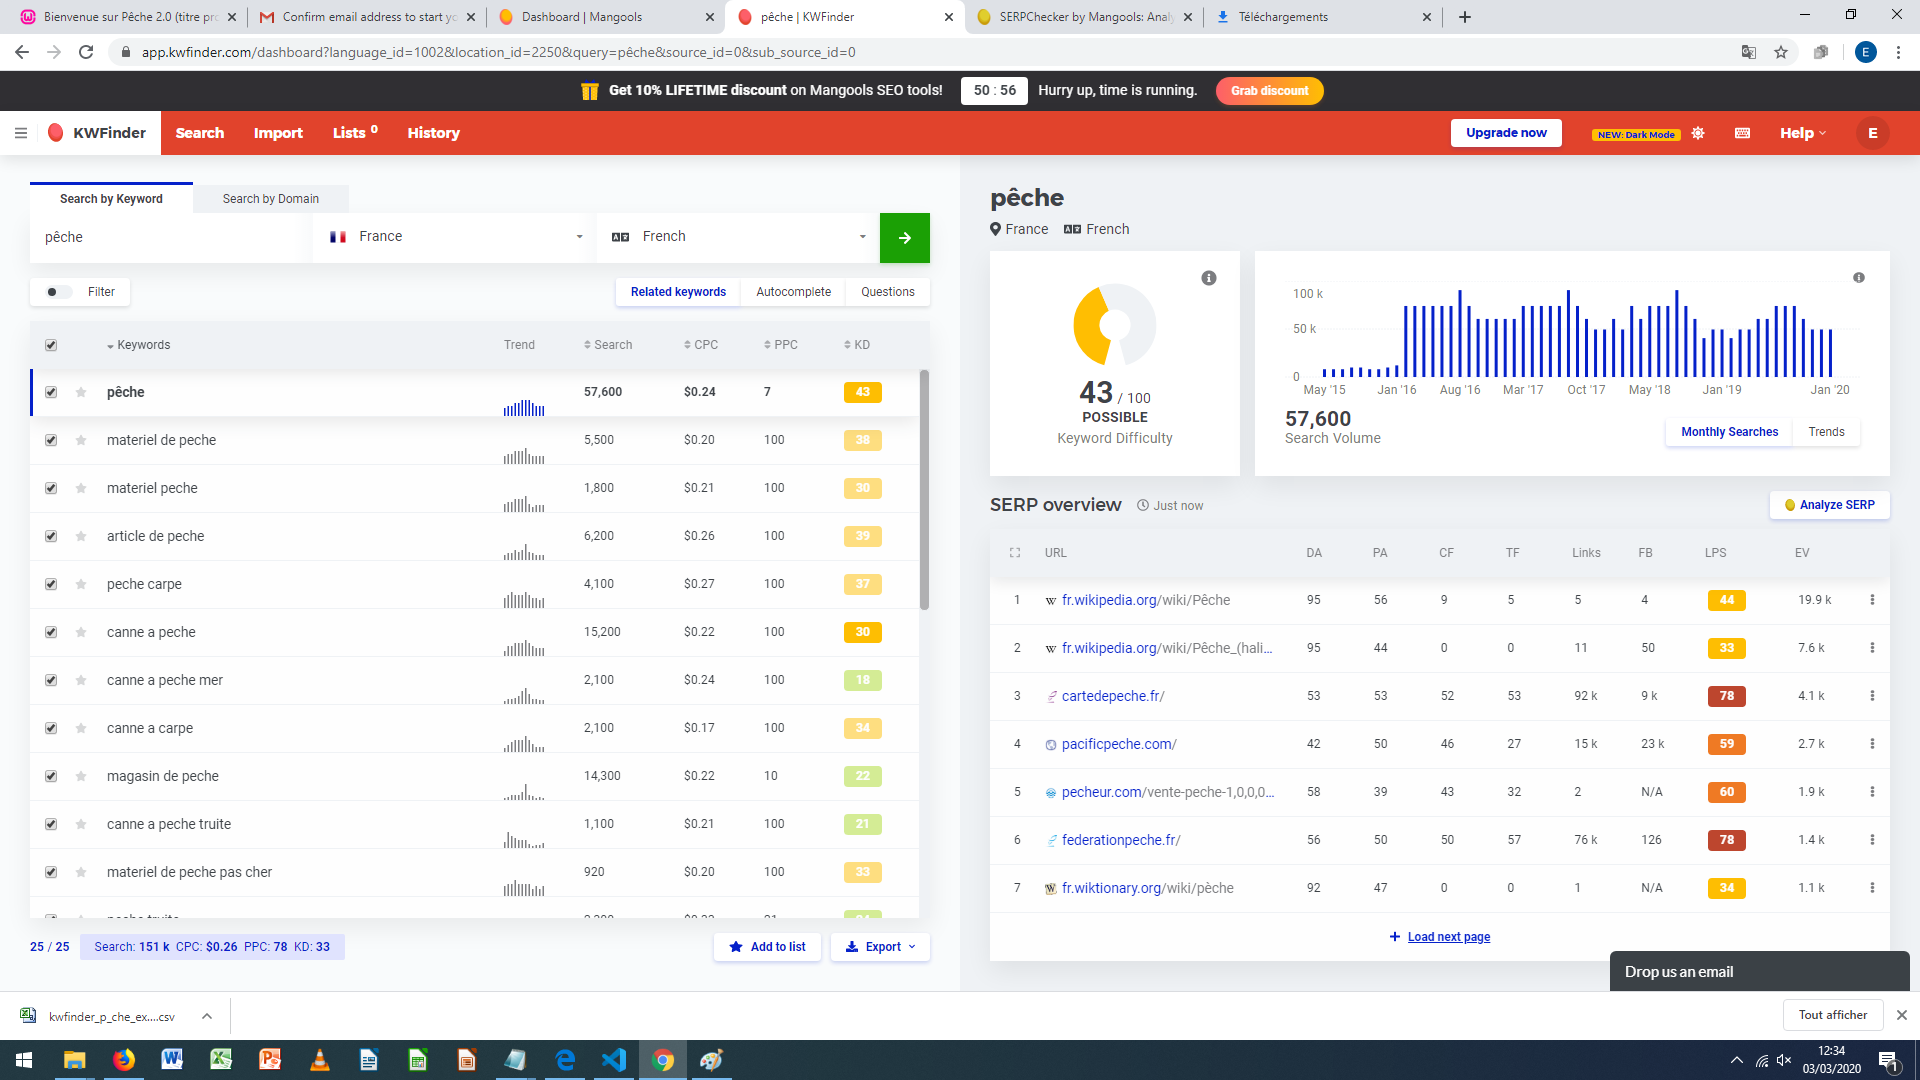 Bienvenue sur Pêche 2.0 (titre pro
Confirm email address to start yo
Dashboard | Mangools
pêche | KWFinder
SERPChecker by Mangools: Analy
Téléchargements
app.kwfinder.com/dashboard?language_id=1002&location_id=2250&query=pêche&source_id=0&sub_source_id=0
E
Get 10% LIFETIME discount on Mangools SEO tools!
50 : 56
Hurry up, time is running.
Grab discount
KWFinder
Search
Import
Lists 0
History
Upgrade now
NEW: Dark Mode
Help
E
Search by Keyword
Search by Domain
pêche
France
French
Filter
Related keywords
Autocomplete
Questions
Keywords Trend Search CPC PPC KD
pêche 57,600 $0.24 7 43
materiel de peche 5,500 $0.20 100 38
materiel peche 1,800 $0.21 100 30
article de peche 6,200 $0.26 100 39
peche carpe 4,100 $0.27 100 37
canne a peche 15,200 $0.22 100 30
canne a peche mer 2,100 $0.24 100 18
canne a carpe 2,100 $0.17 100 34
magasin de peche 14,300 $0.22 10 22
canne a peche truite 1,100 $0.21 100 21
materiel de peche pas cher 920 $0.20 100 33
25 / 25
Search: 151 k CPC: $0.26 PPC: 78 KD: 33
Add to list
Export
pêche
France
French
43 / 100
POSSIBLE
Keyword Difficulty
100 k
50 k
0
May '15 Jan '16 Aug '16 Mar '17 Oct '17 May '18 Jan '19 Jan '20
57,600
Search Volume
Monthly Searches
Trends
SERP overview
Just now
Analyze SERP
URL DA PA CF TF Links FB LPS EV
1 fr.wikipedia.org/wiki/Pêche 95 56 9 5 5 4 44 19.9 k
2 fr.wikipedia.org/wiki/Pêche_(hali... 95 44 0 0 11 50 33 7.6 k
3 cartedepeche.fr/ 53 53 52 53 92 k 9 k 78 4.1 k
4 pacificpeche.com/ 42 50 46 27 15 k 23 k 59 2.7 k
5 pecheur.com/vente-peche-1,0,0,0... 58 39 43 32 2 N/A 60 1.9 k
6 federationpeche.fr/ 56 50 50 57 76 k 126 78 1.4 k
7 fr.wiktionary.org/wiki/pèche 92 47 0 0 1 N/A 34 1.1 k
Load next page
Drop us an email
kwfinder_p_che_ex....csv
Tout afficher
12:34
03/03/2020
1